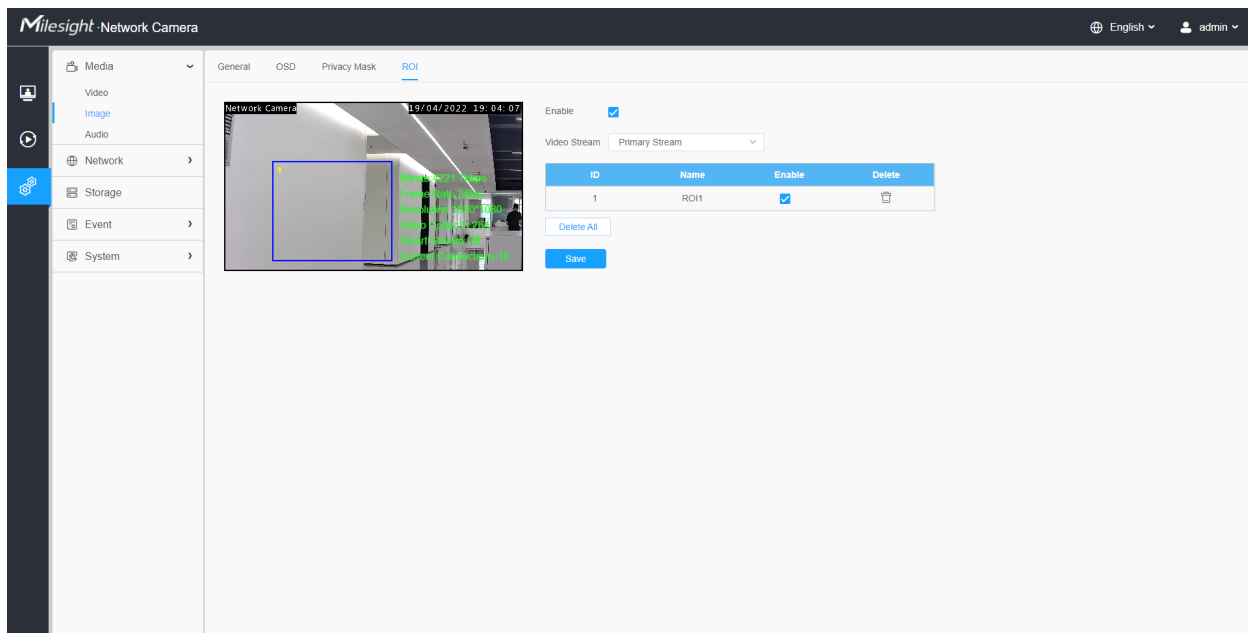 Milesight ·Network Camera
English
admin
Media
Video
Image
Audio
Network
Storage
Event
System
General
OSD
Privacy Mask
ROI
Network Camera
19/04/2022 19:04:07
1
Enable
Video Stream
Primary Stream
ID Name Enable Delete
1 ROI1
Delete All
Save